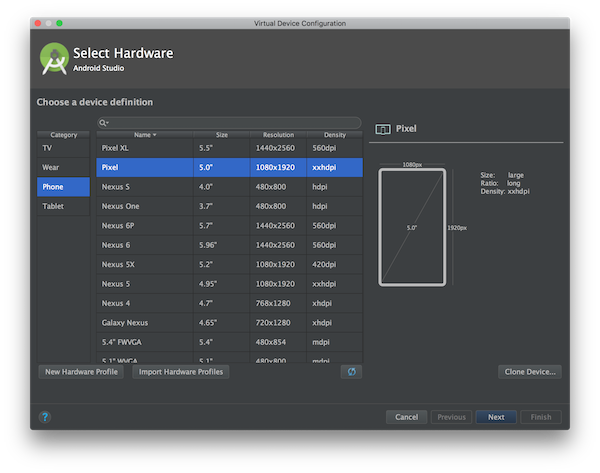 Virtual Device Configuration
Select Hardware
Android Studio
Choose a device definition
Category
TV
Wear
Phone
Tablet
Name Size Resolution Density
Pixel XL 5.5" 1440x2560 560dpi
Pixel 5.0" 1080x1920 xxhdpi
Nexus S 4.0" 480x800 hdpi
Nexus One 3.7" 480x800 hdpi
Nexus 6P 5.7" 1440x2560 560dpi
Nexus 6 5.96" 1440x2560 560dpi
Nexus 5X 5.2" 1080x1920 420dpi
Nexus 5 4.95" 1080x1920 xxhdpi
Nexus 4 4.7" 768x1280 xhdpi
Galaxy Nexus 4.65" 720x1280 xhdpi
5.4" FWVGA 5.4" 480x854 mdpi
5.1" WVGA 5.1" 480x800 mdpi
Pixel
1080px
5.0"
1920px
Size: large
Ratio: long
Density: xxhdpi
New Hardware Profile
Import Hardware Profiles
Clone Device...
?
Cancel
Previous
Next
Finish